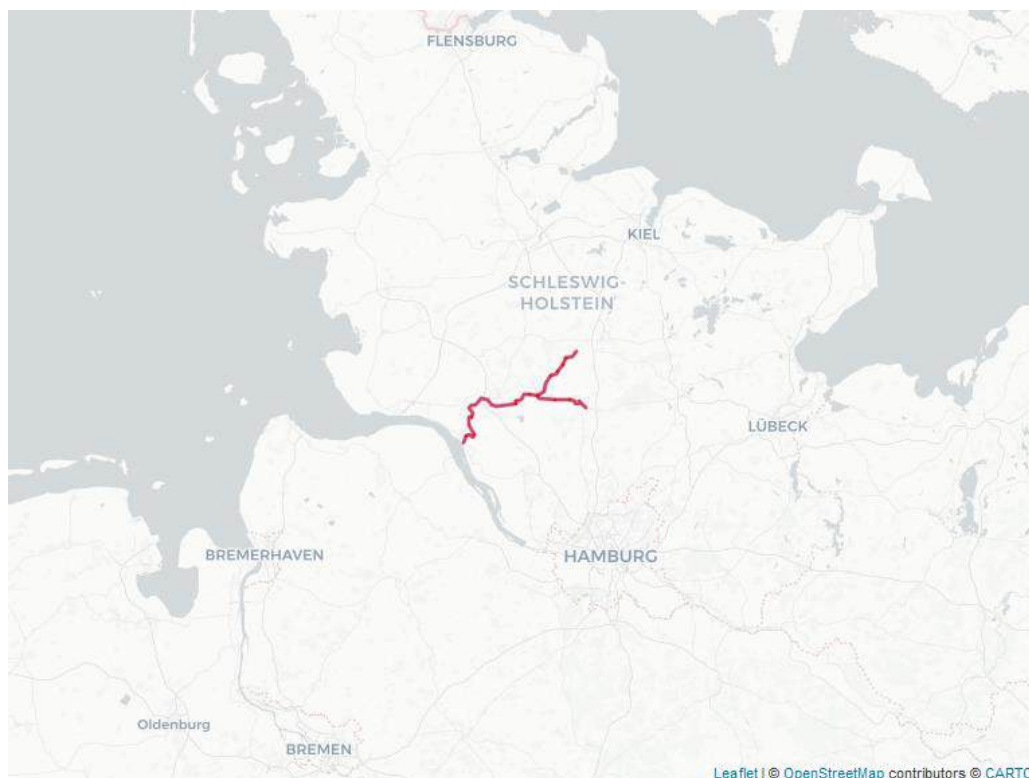 FLENSBURG
KIEL
SCHLESWIG-
HOLSTEIN
LÜBECK
BREMERHAVEN
HAMBURG
Oldenburg
BREMEN
Leaflet | © OpenStreetMap contributors © CARTO